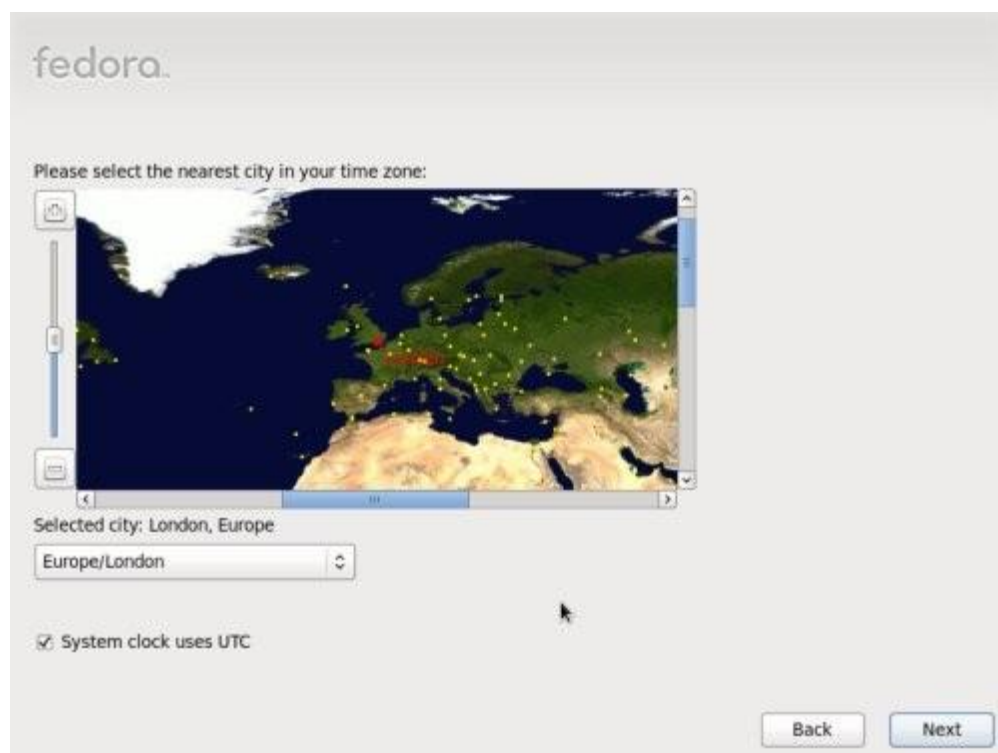 fedora
Please select the nearest city in your time zone:
Selected city: London, Europe
Europe/London
System clock uses UTC
Back
Next